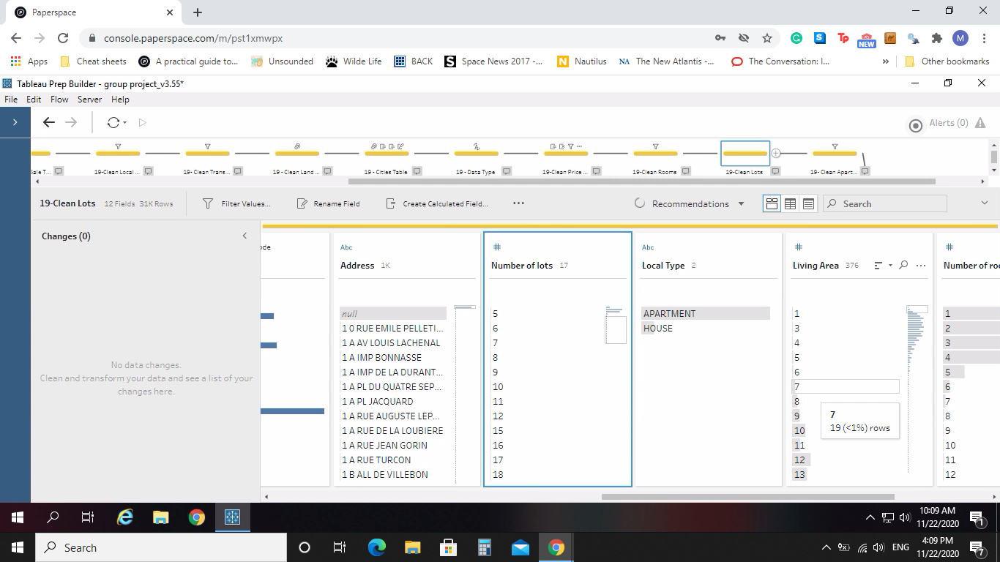 Paperspace
console.paperspace.com/m/pst1xmwpx
NEW
M
Apps
Cheat sheets
A practical guide to...
Unsounded
Wilde Life
BACK
Space News 2017 -...
Nautilus
NA The New Atlantis -...
The Conversation: I...
»
Other bookmarks
Tableau Prep Builder - group project_v3.55*
File Edit Flow Server Help
Alerts (0)
Sale T...
19-Clean Local ...
19- Clean Trans...
19 - Clean Land ...
19 - Cities Table
19 - Data Type
19-Clean Price ...
19-Clean Rooms
19-Clean Lots
19- Clean Apart...
19-Clean Lots 12 Fields 31K Rows
Filter Values...
Rename Field
Create Calculated Field...
Recommendations
Search
Changes (0)
No data changes.
Clean and transform your data and see a list of your
changes here.
ode
Abc
Address 1K
null
1 0 RUE EMILE PELLETI...
1 A AV LOUIS LACHENAL
1 A IMP BONNASSE
1 A IMP DE LA DURANT...
1 A PL DU QUATRE SEP...
1 A PL JACQUARD
1 A RUE AUGUSTE LEP...
1 A RUE DE LA LOUBIERE
1 A RUE JEAN GORIN
1 A RUE TURCON
1 B ALL DE VILLEBON
#
Number of lots 17
5
6
7
8
9
10
11
12
15
16
17
18
Abc
Local Type 2
APARTMENT
HOUSE
#
Living Area 376
1
3
4
5
6
7
8
9
10
11
12
13
7
19 (<1%) rows
#
Number of roo
1
2
3
4
5
6
7
8
9
10
11
12
10:09 AM
11/22/2020
1
Search
ENG
4:09 PM
11/22/2020
7